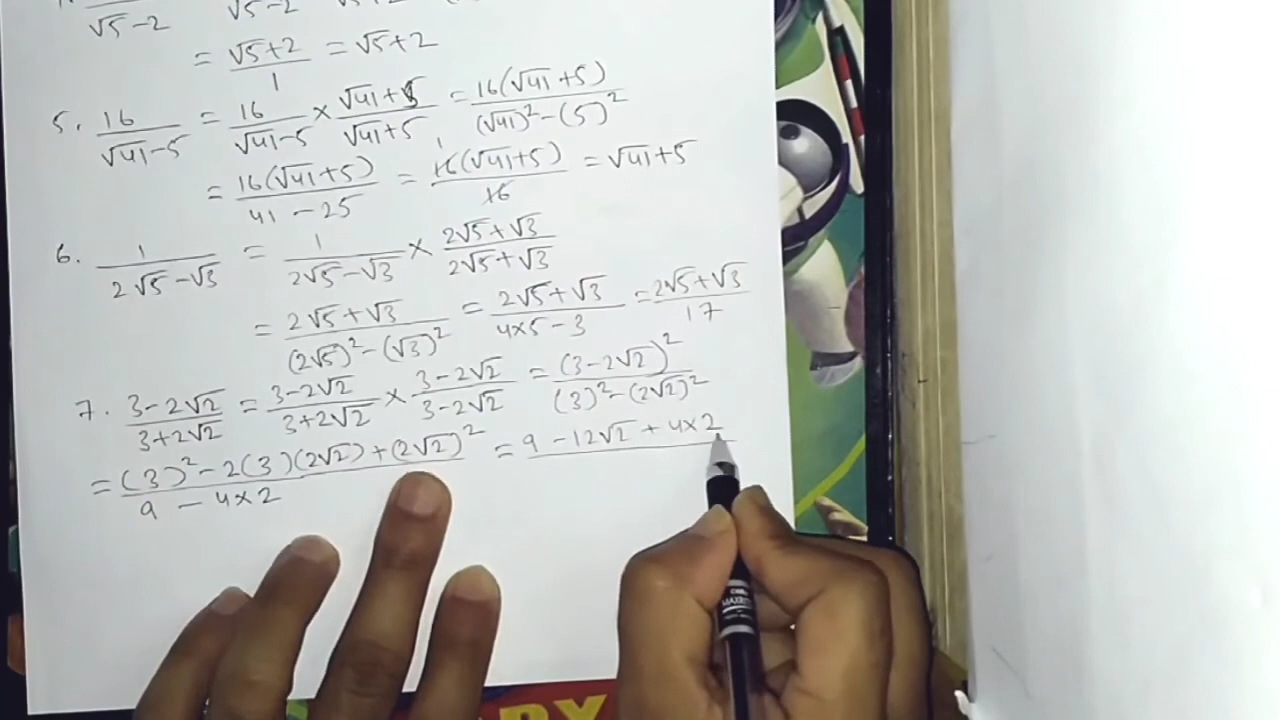 √5-2 √5-2
= √5+2 / 1 = √5+2
5. 16 / √41-5 = 16 / √41-5 × √41+5 / √41+5 = 16(√41+5) / (√41)² - (5)²
= 16(√41+5) / 41 - 25 = 16(√41+5) / 16 = √41+5
6. 1 / 2√5-√3 = 1 / 2√5-√3 × 2√5+√3 / 2√5+√3
= 2√5+√3 / (2√5)² - (√3)² = 2√5+√3 / 4×5-3 = 2√5+√3 / 17
7. 3-2√2 / 3+2√2 = 3-2√2 / 3+2√2 × 3-2√2 / 3-2√2 = (3-2√2)² / (3)² - (2√2)²
= (3)² - 2(3)(2√2) + (2√2)² / 9 - 4×2 = 9 - 12√2 + 4×2